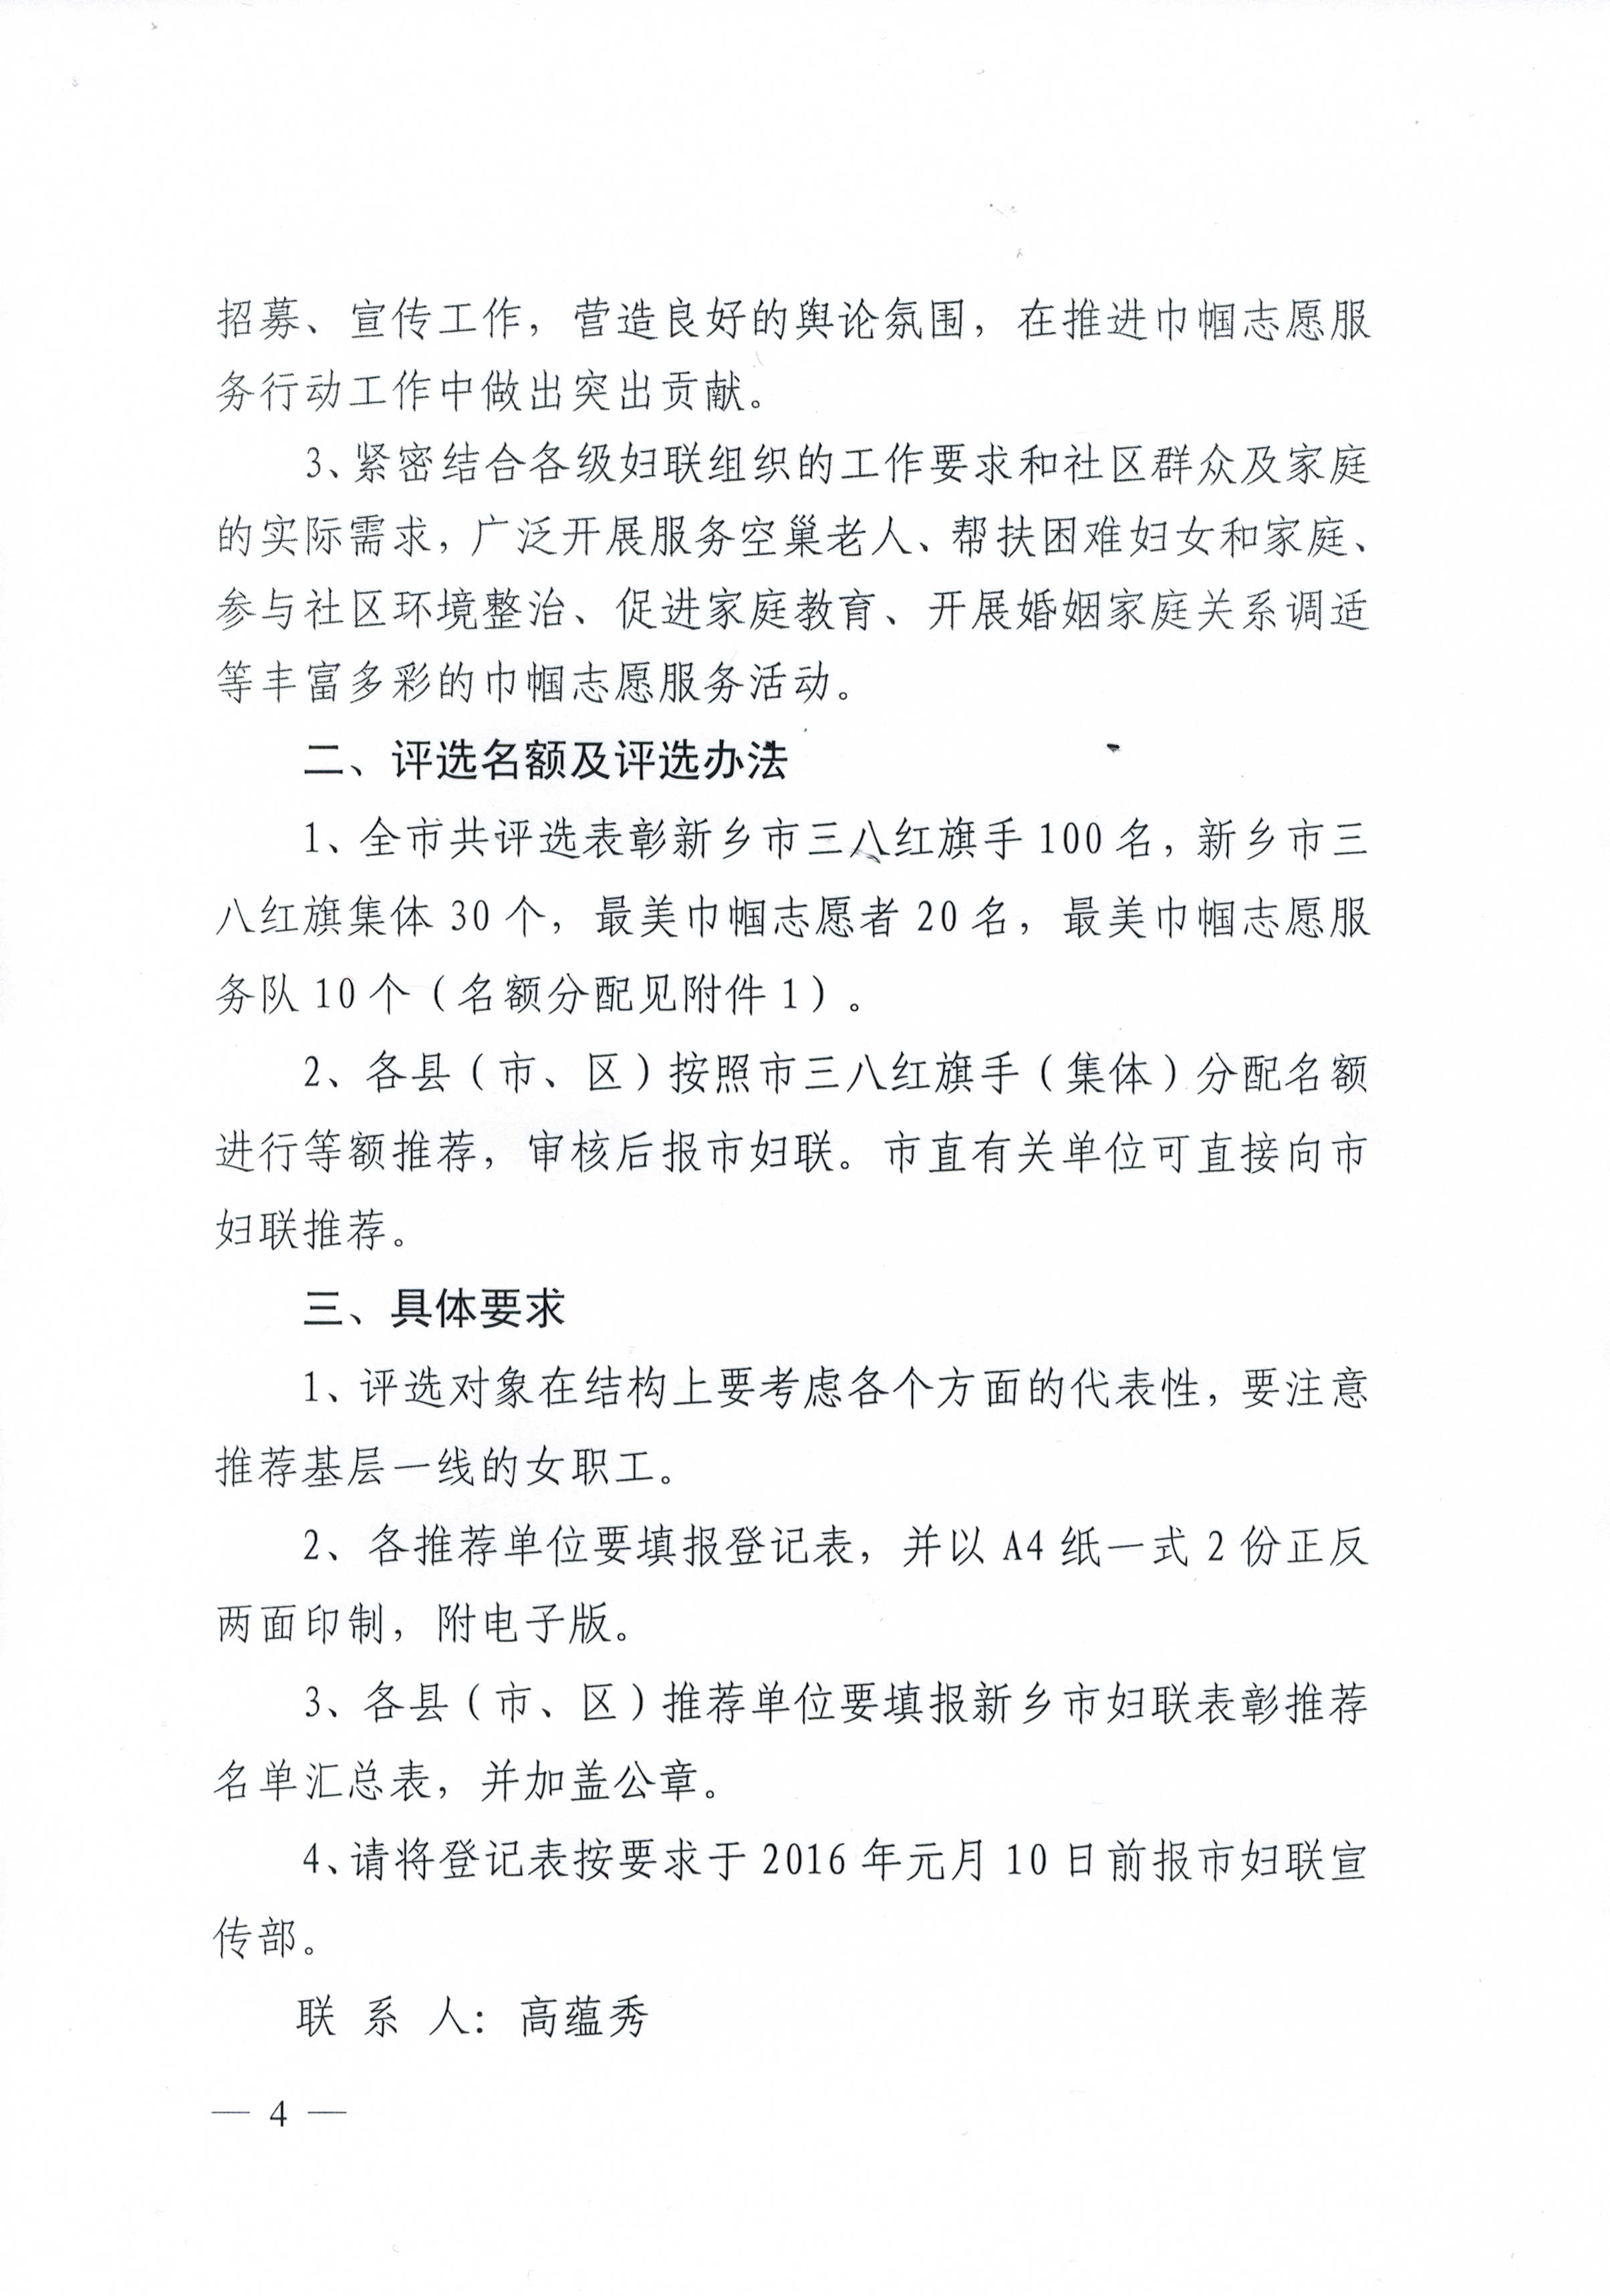 招募、宣传工作，营造良好的舆论氛围，在推进巾帼志愿服
务行动工作中做出突出贡献。
3、紧密结合各级妇联组织的工作要求和社区群众及家庭
的实际需求，广泛开展服务空巢老人、帮扶困难妇女和家庭、
参与社区环境整治、促进家庭教育、开展婚姻家庭关系调适
等丰富多彩的巾帼志愿服务活动。
二、评选名额及评选办法
1、全市共评选表彰新乡市三八红旗手 100 名，新乡市三
八红旗集体 30 个，最美巾帼志愿者 20 名，最美巾帼志愿服
务队 10 个（名额分配见附件 1）。
2、各县（市、区）按照市三八红旗手（集体）分配名额
进行等额推荐，审核后报市妇联。市直有关单位可直接向市
妇联推荐。
三、具体要求
1、评选对象在结构上要考虑各个方面的代表性，要注意
推荐基层一线的女职工。
2、各推荐单位要填报登记表，并以 A4 纸一式 2 份正反
两面印制，附电子版。
3、各县（市、区）推荐单位要填报新乡市妇联表彰推荐
名单汇总表，并加盖公章。
4、请将登记表按要求于 2016 年元月 10 日前报市妇联宣
传部。
联 系 人：高蕴秀
— 4 —